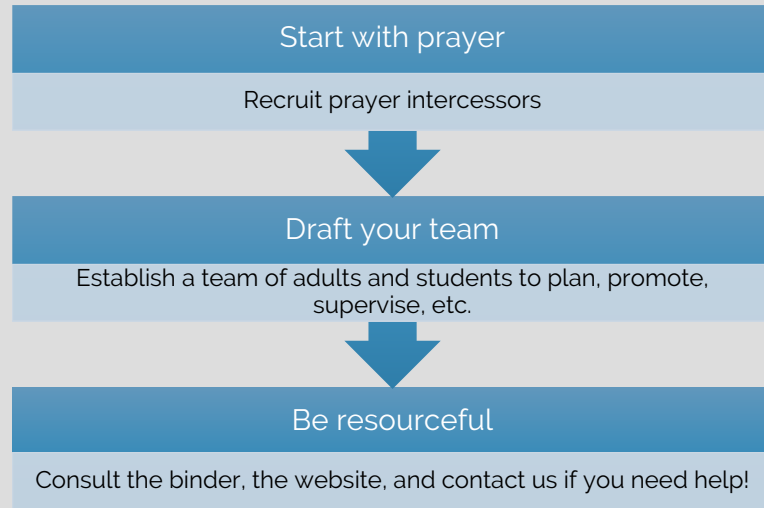 Start with prayer
Recruit prayer intercessors
Draft your team
Establish a team of adults and students to plan, promote,
supervise, etc.
Be resourceful
Consult the binder, the website, and contact us if you need help!